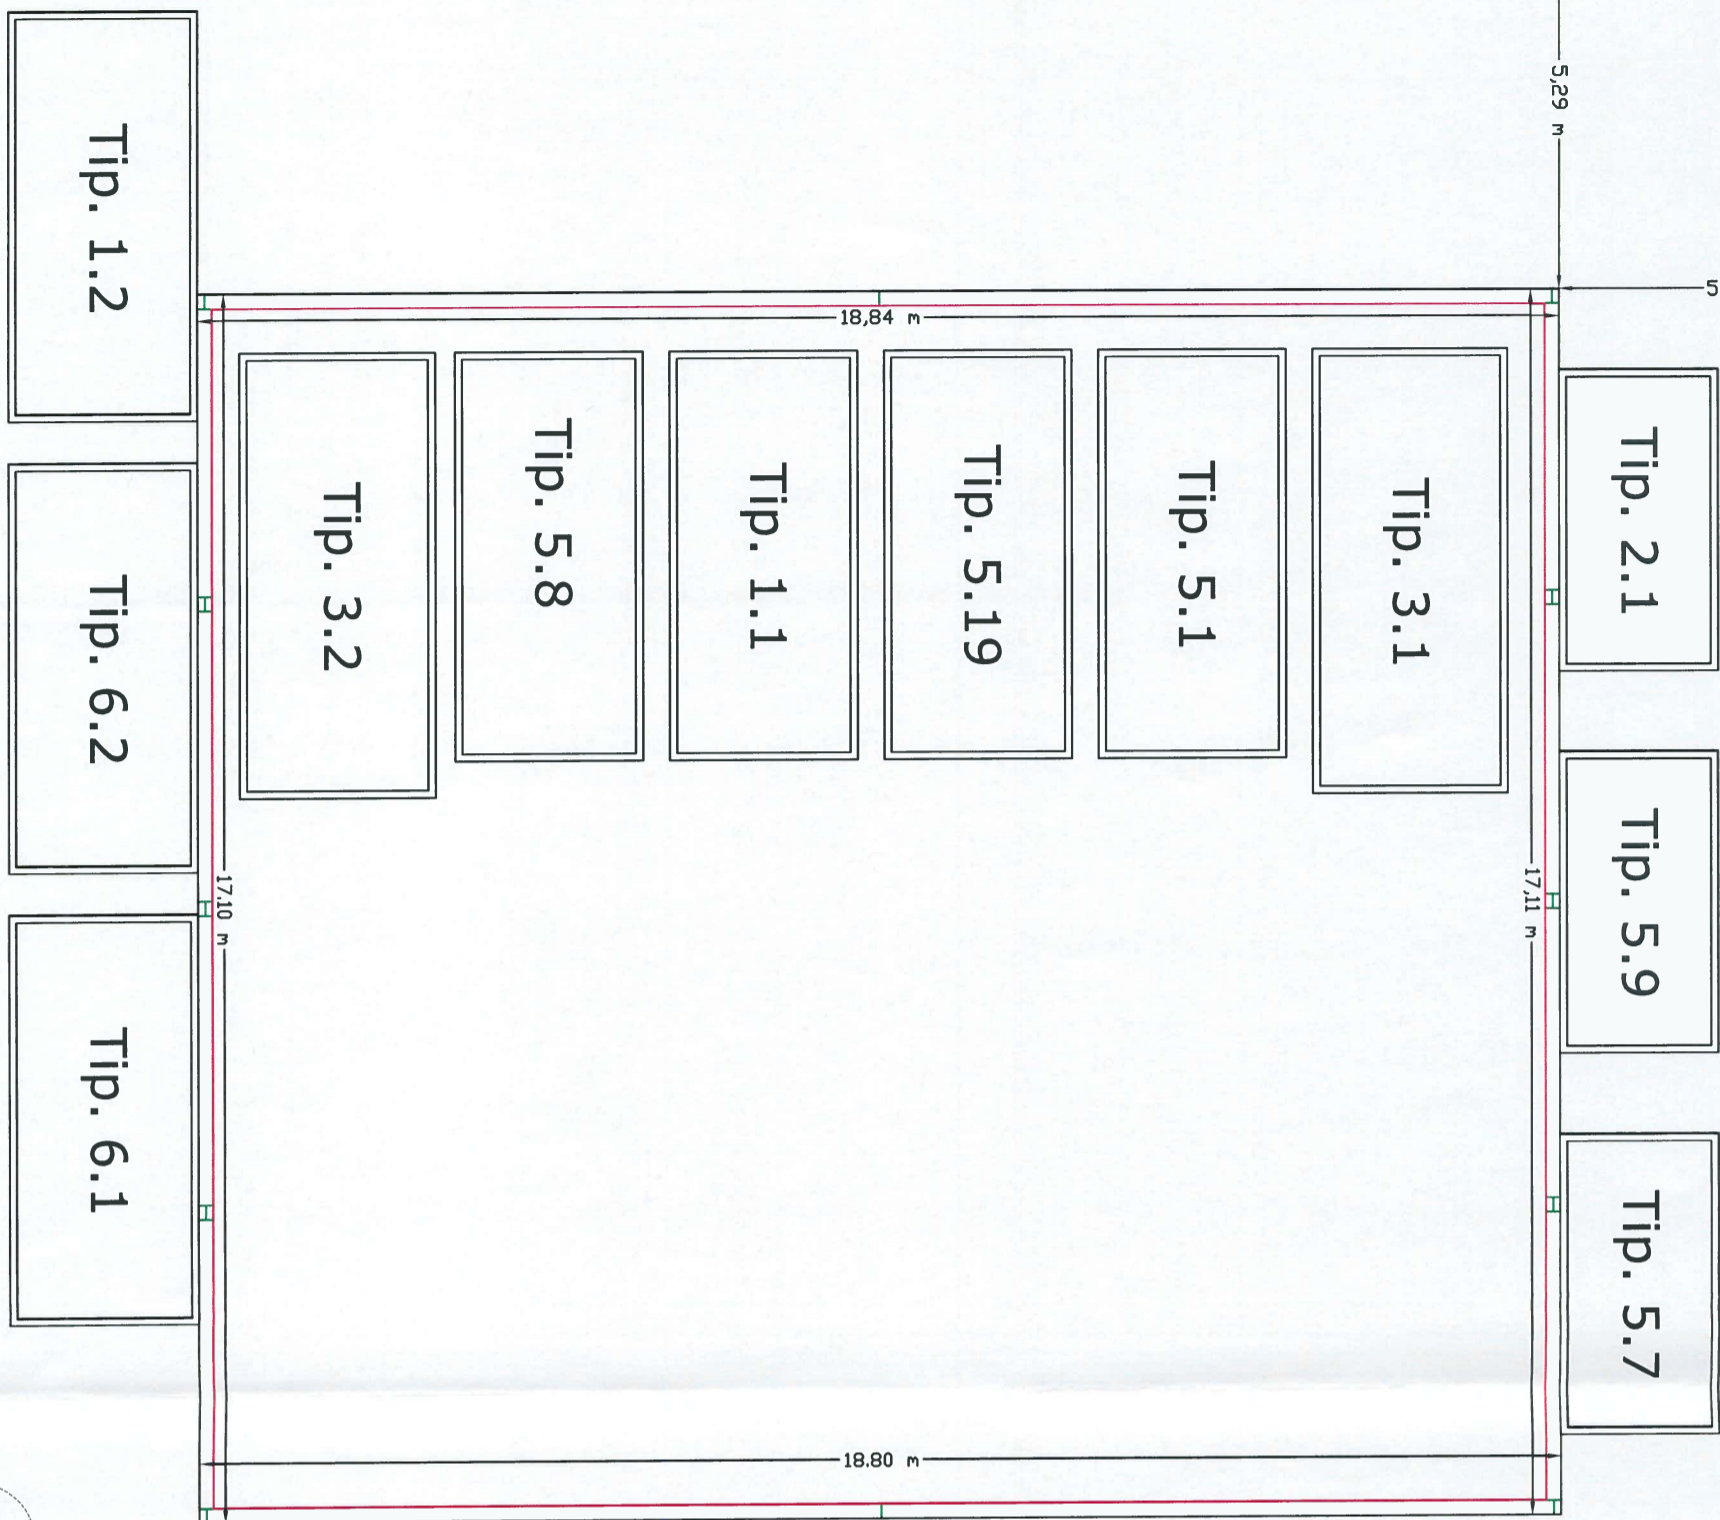 5,29 m
5
18,84 m
Tip. 1.2
Tip. 2.1
Tip. 3.2
Tip. 5.8
Tip. 1.1
Tip. 5.19
Tip. 5.1
Tip. 3.1
Tip. 6.2
Tip. 5.9
17.10 m
17,11 m
Tip. 6.1
Tip. 5.7
18.80 m